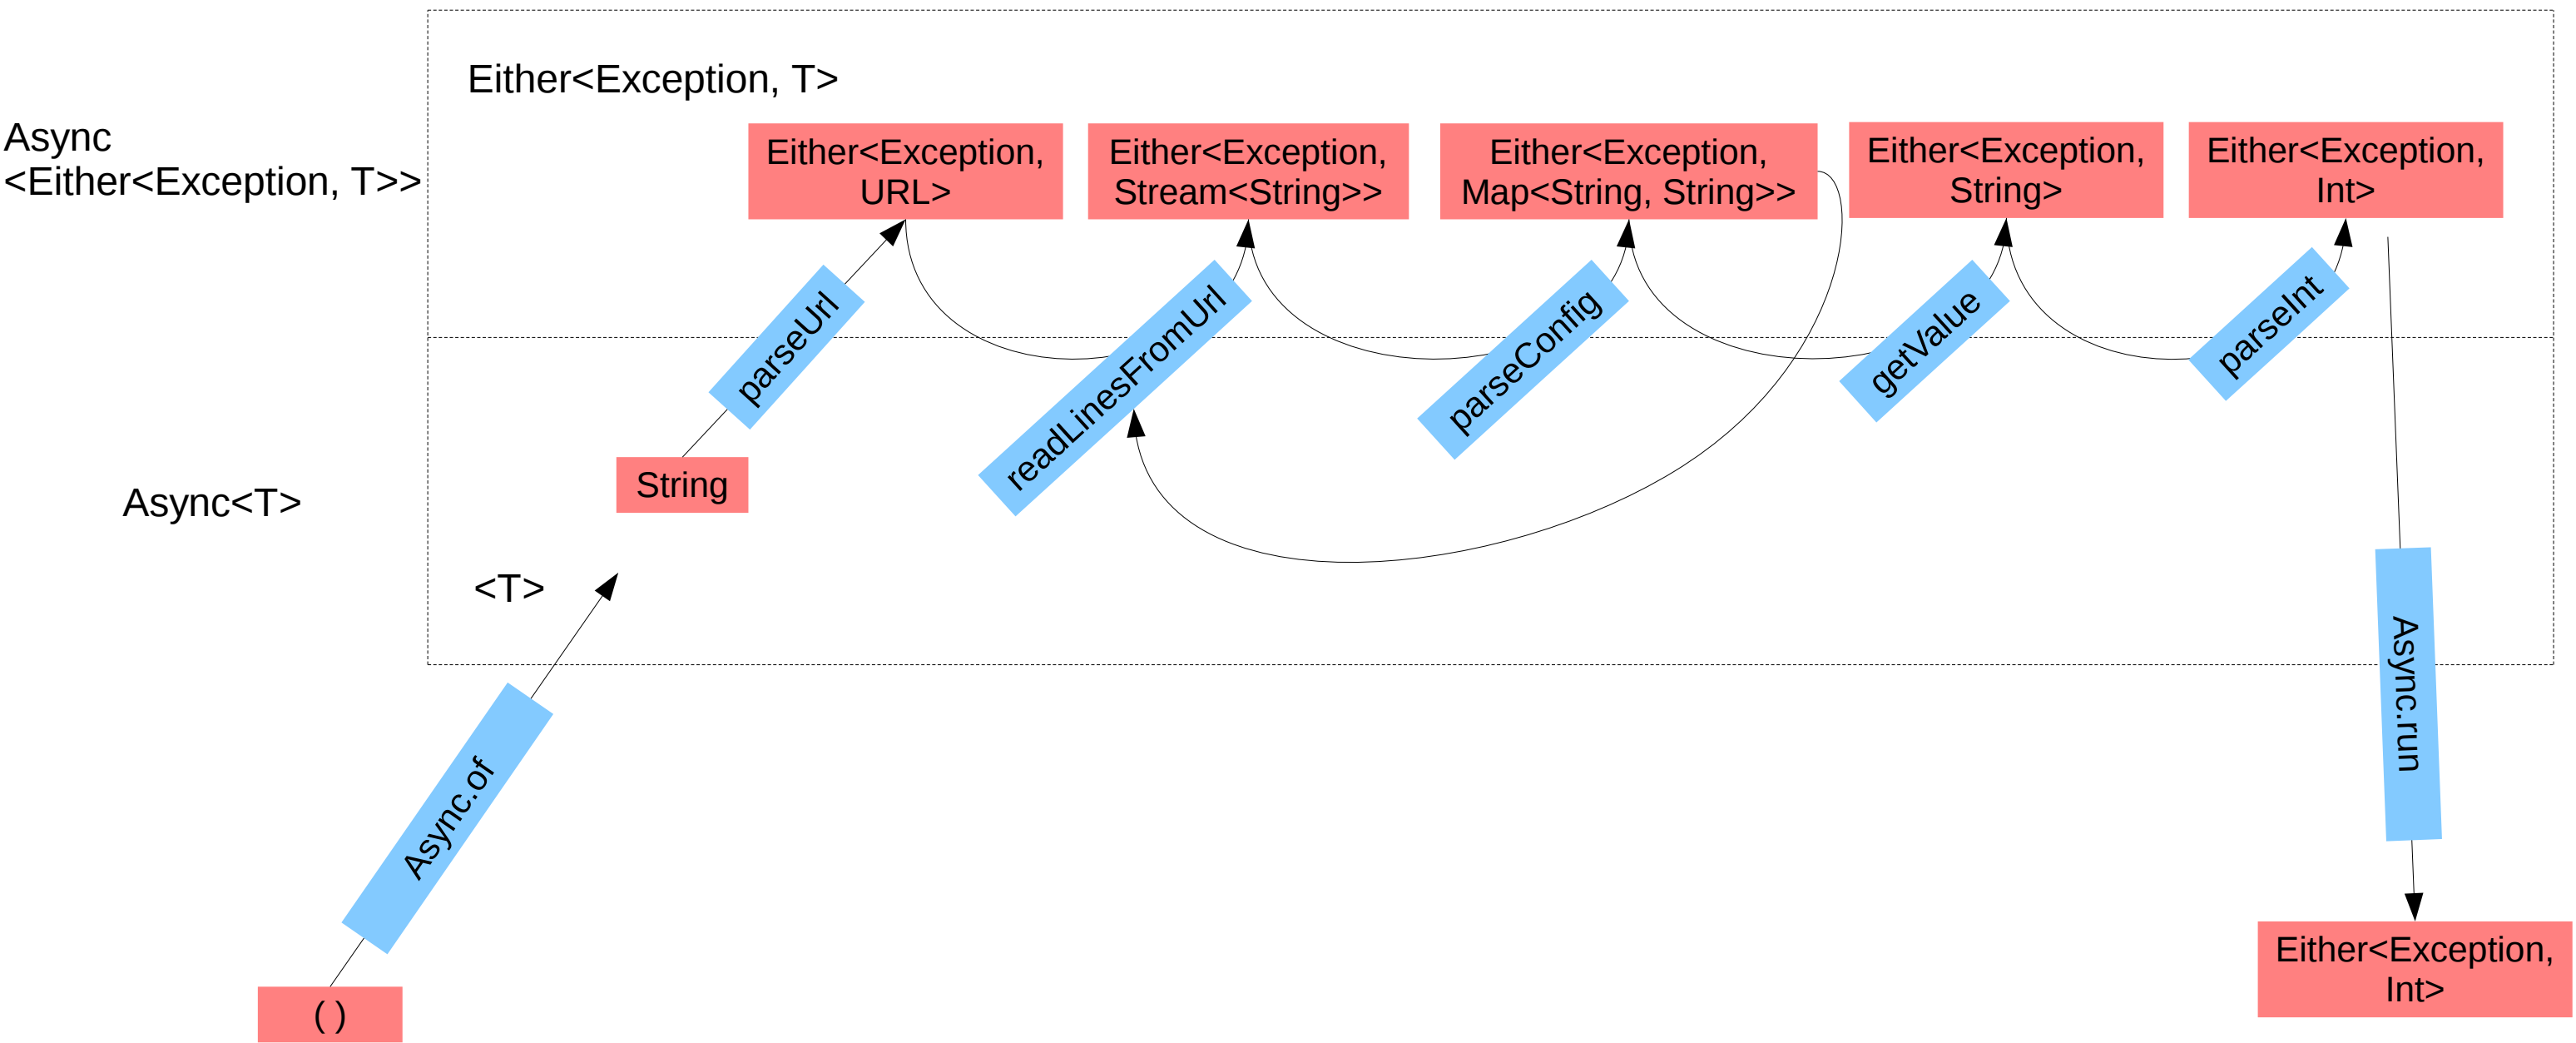 Either<Exception, T>
Async
<Either<Exception, T>>
Either<Exception,
URL>
Either<Exception,
Stream<String>>
Either<Exception,
Map<String, String>>
Either<Exception,
String>
Either<Exception,
Int>
parseUrl
readLinesFromUrl
parseConfig
getValue
parseInt
String
Async<T>
<T>
Async.of
Async.run
( )
Either<Exception,
Int>